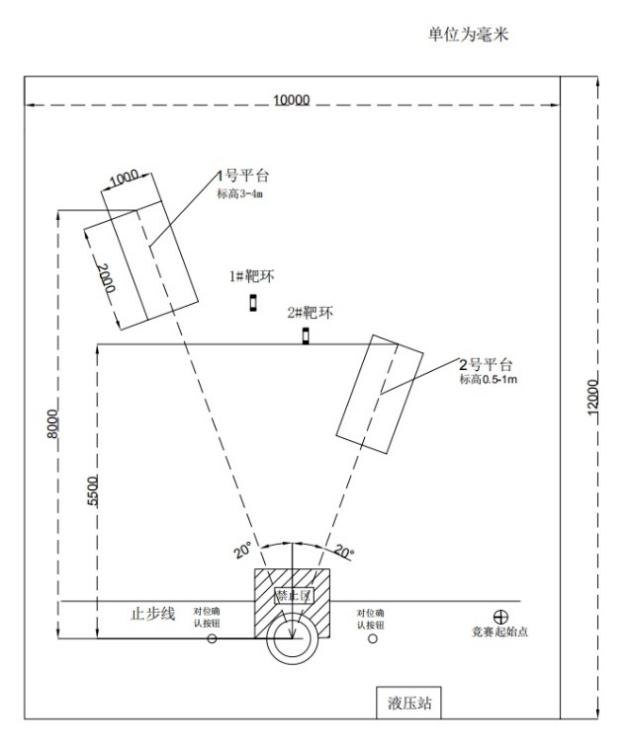 单位为毫米
10000
1000
1号平台
标高3-4m
2000
1#靶环
2#靶环
2号平台
标高0.5-1m
12000
8000
5500
20°
20°
禁止区
止步线
对位确
认按钮
对位确
认按钮
竞赛起始点
液压站